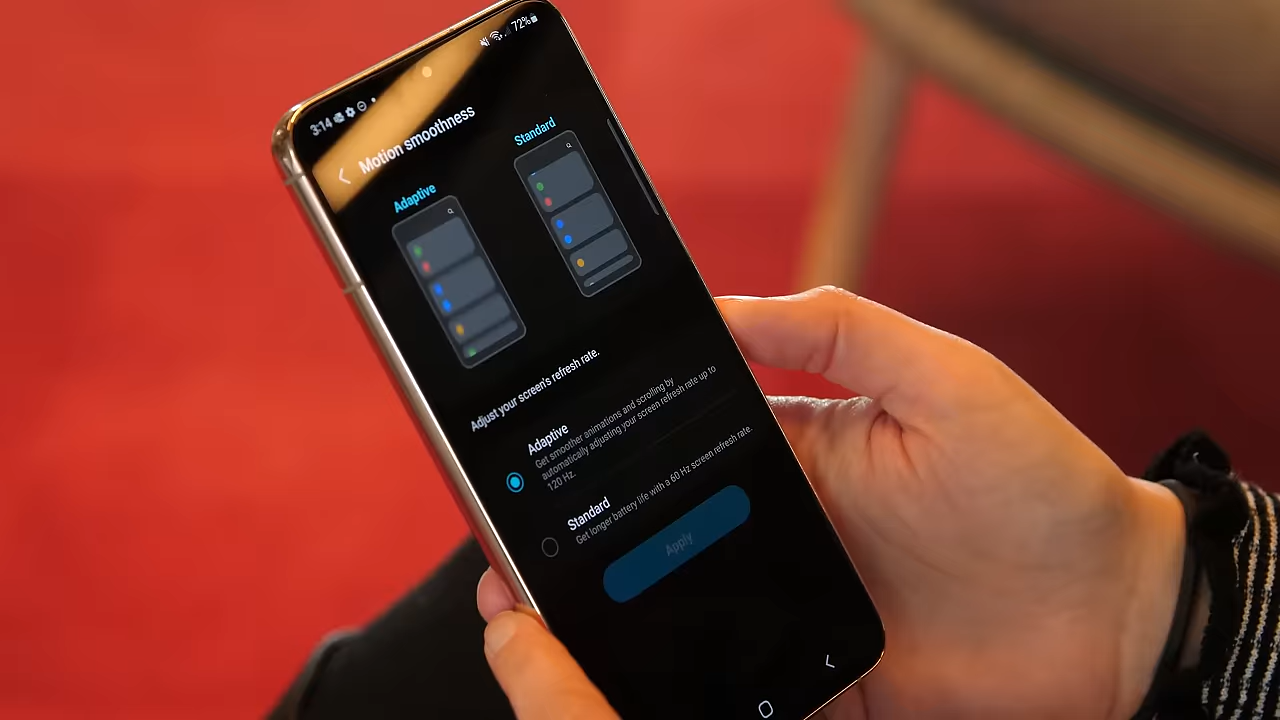 3:14
72%
Motion smoothness
Adaptive
Standard
Adjust your screen's refresh rate.
Adaptive
Get smoother animations and scrolling by
automatically adjusting your screen refresh rate up to
120 Hz.
Standard
Get longer battery life with a 60 Hz screen refresh rate.
Apply